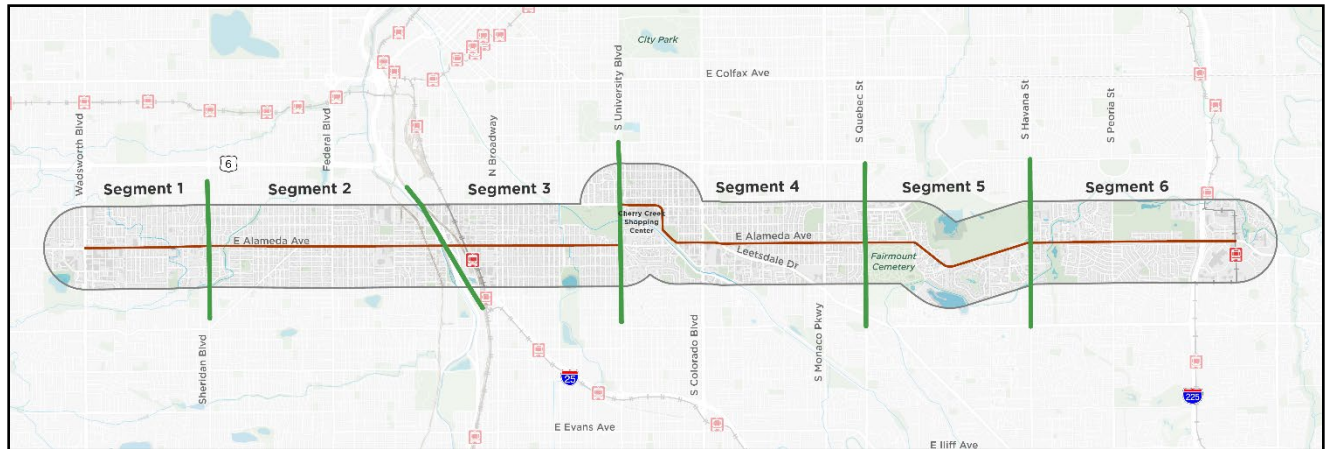 City Park
E Colfax Ave
Wadsworth Blvd
Federal Blvd
N Broadway
S University Blvd
S Quebec St
S Havana St
S Peoria St
6
Segment 1
Segment 2
Segment 3
Segment 4
Segment 5
Segment 6
Cherry Creek
Shopping
Center
E Alameda Ave
E Alameda Ave
Leetsdale Dr
Fairmount
Cemetery
Sheridan Blvd
S Colorado Blvd
S Monaco Pkwy
25
225
E Evans Ave
E Iliff Ave